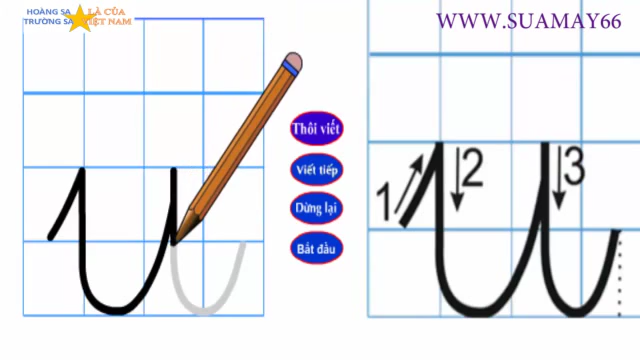 HOÀNG SA LÀ CỦA
TRƯỜNG SA VIỆT NAM
WWW.SUAMAY66
Thôi viết
Viết tiếp
Dừng lại
Bắt đầu
u
1 2 3
u